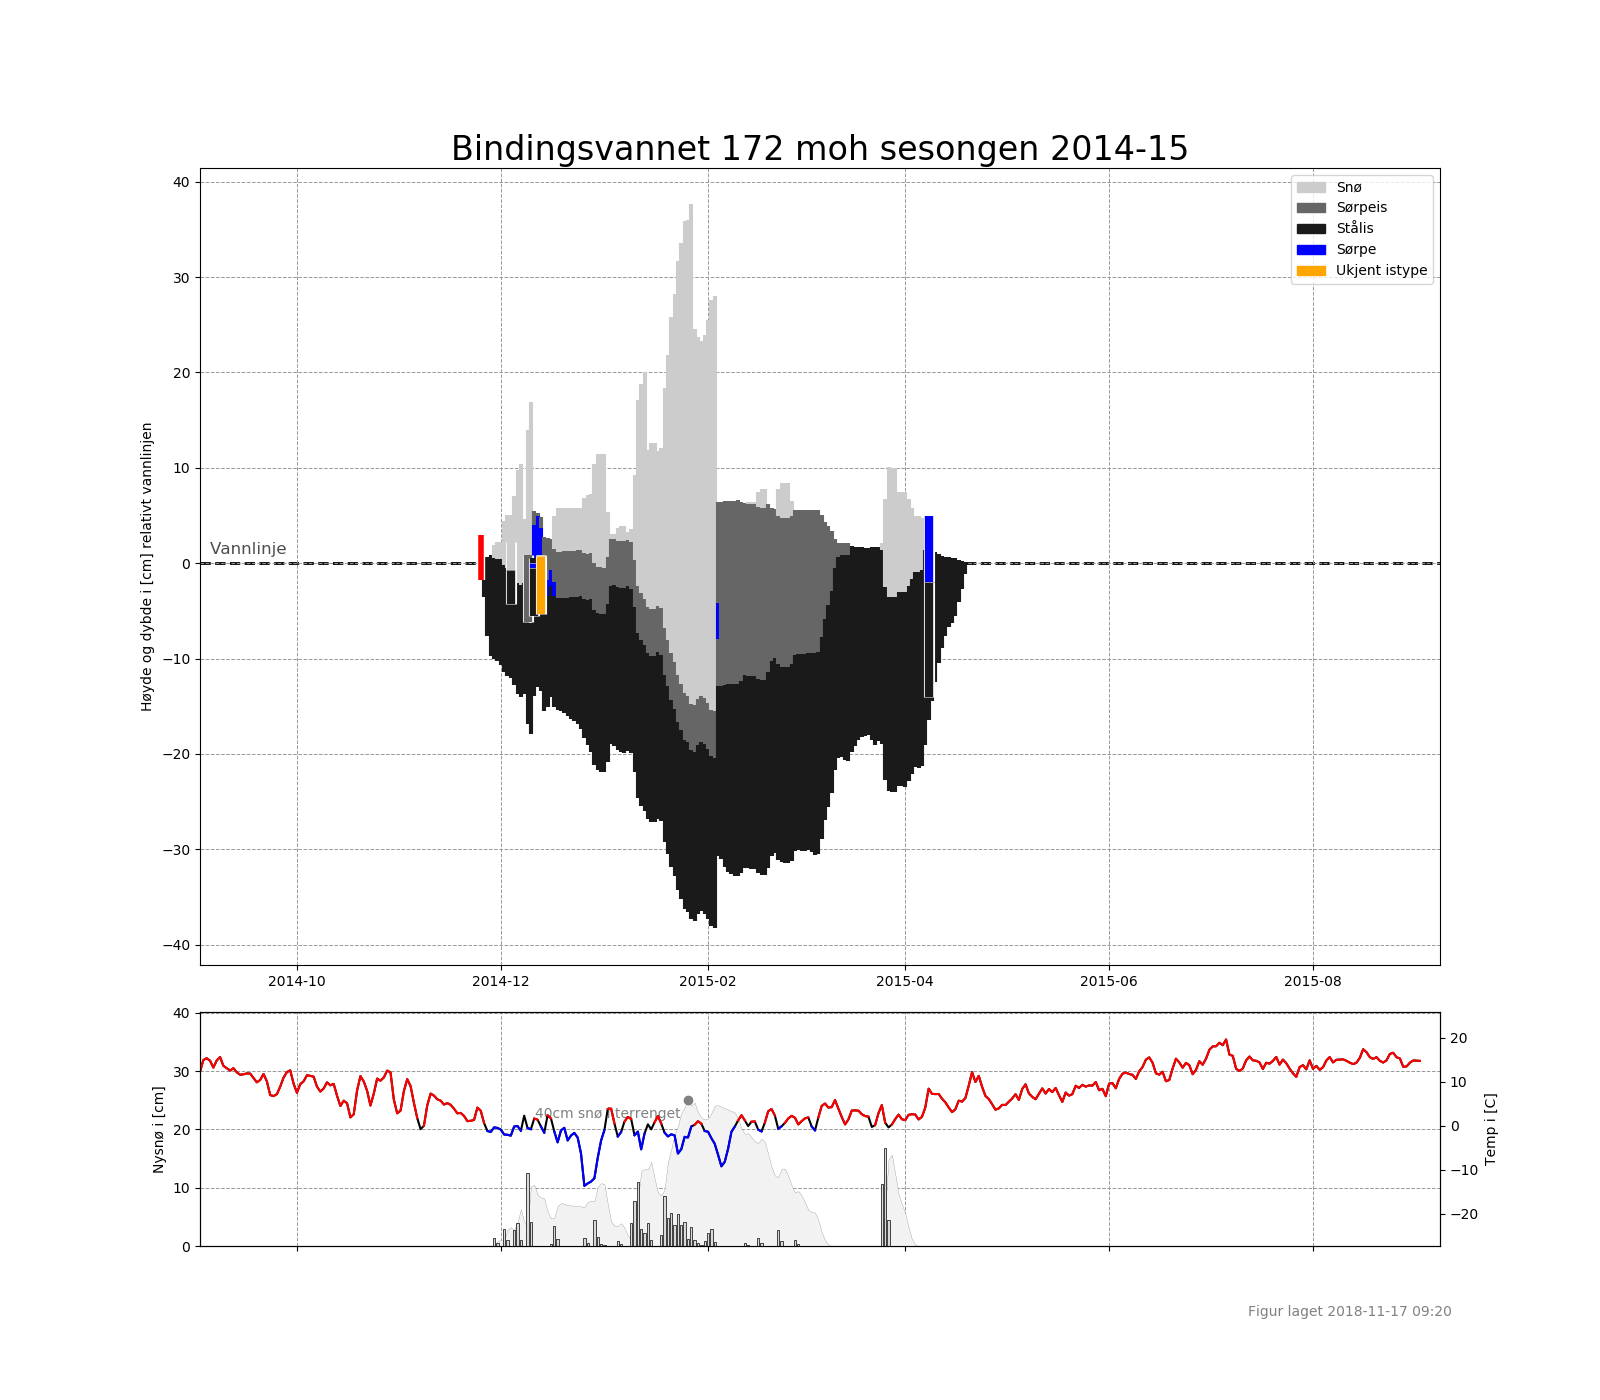 Bindingsvannet 172 moh sesongen 2014-15
Høyde og dybde i [cm] relativt vannlinjen
40
30
20
10
0
−10
−20
−30
−40
Vannlinje
Snø
Sørpeis
Stålis
Sørpe
Ukjent istype
2014-10
2014-12
2015-02
2015-04
2015-06
2015-08
Nysnø i [cm]
40
30
20
10
0
40cm snø i terrenget
20
10
0
−10
−20
Temp i [C]
Figur laget 2018-11-17 09:20